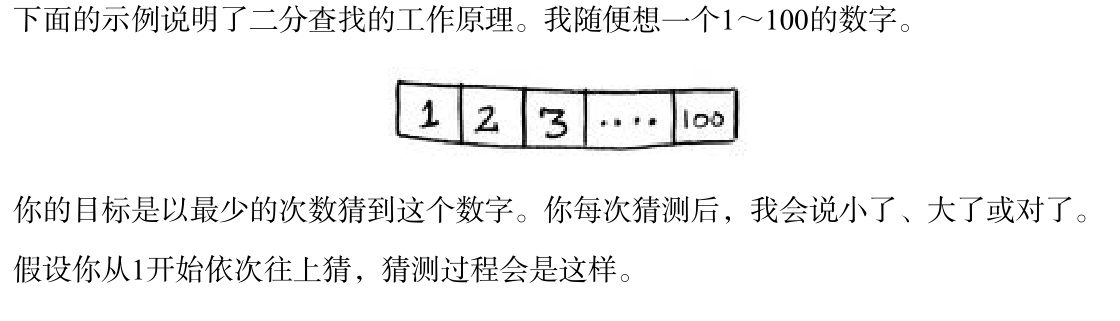 下面的示例说明了二分查找的工作原理。我随便想一个1～100的数字。
1 2 3 .... 100
你的目标是以最少的次数猜到这个数字。你每次猜测后，我会说小了、大了或对了。
假设你从1开始依次往上猜，猜测过程会是这样。